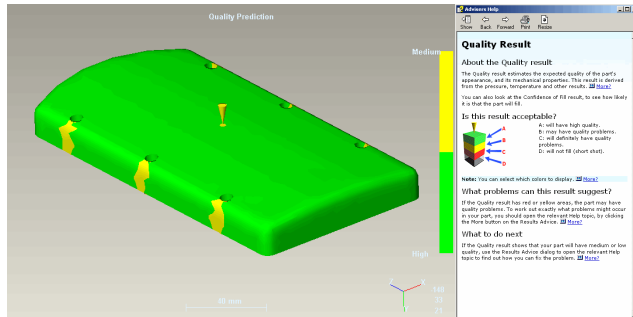 Quality Prediction
Medium
High
40 mm
Advisors Help
Show Back Forward Print Resize
Quality Result
About the Quality result
The Quality result estimates the expected quality of the part's
appearance, and its mechanical properties. This result is derived
from the pressure, temperature and other results. More?
You can also look at the Confidence of Fill result, to see how likely
it is that the part will fill.
Is this result acceptable?
A
B
C
D
A: will have high quality.
B: may have quality problems.
C: will definitely have quality
problems.
D: will not fill (short shot).
Note: You can select which colors to display. More?
What problems can this result suggest?
If the Quality result has red or yellow areas, the part may have
quality problems. To work out exactly what problems might occur
in your part, you should open the relevant Help topic, by clicking
the More button on the Results Advice. More?
What to do next
If the Quality result shows that your part will have medium or low
quality, use the Results Advice dialog to open the relevant Help
topic to find out how you can fix the problem. More?